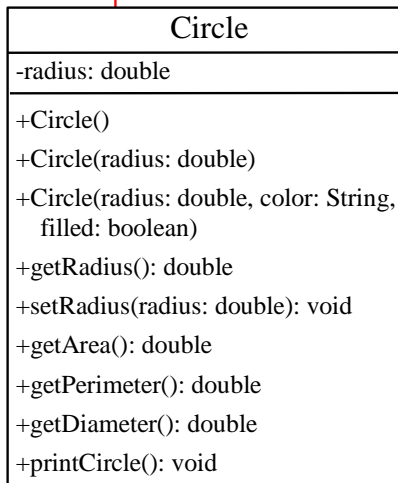 Circle
-radius: double
+Circle()
+Circle(radius: double)
+Circle(radius: double, color: String,
filled: boolean)
+getRadius(): double
+setRadius(radius: double): void
+getArea(): double
+getPerimeter(): double
+getDiameter(): double
+printCircle(): void